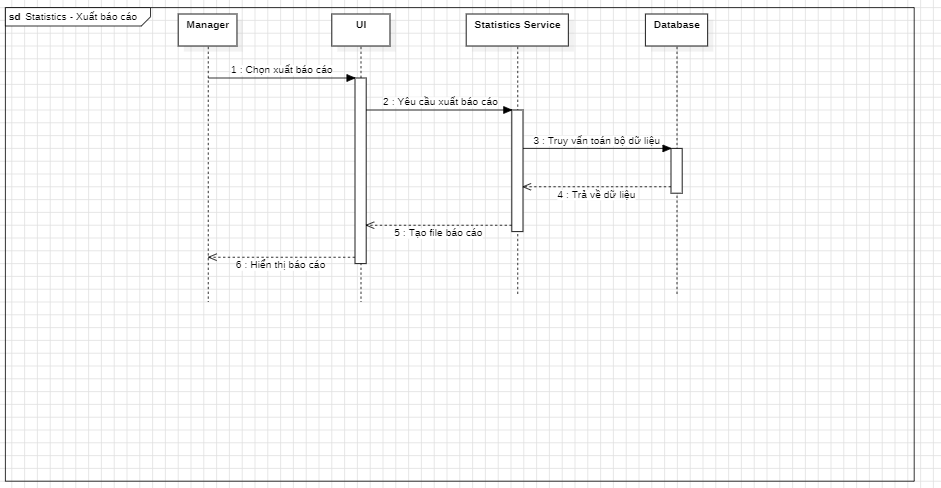 sd Statistics - Xuất báo cáo
Manager
UI
Statistics Service
Database
1 : Chọn xuất báo cáo
2 : Yêu cầu xuất báo cáo
3 : Truy vấn toán bộ dữ liệu
4 : Trả về dữ liệu
5 : Tạo file báo cáo
6 : Hiển thị báo cáo